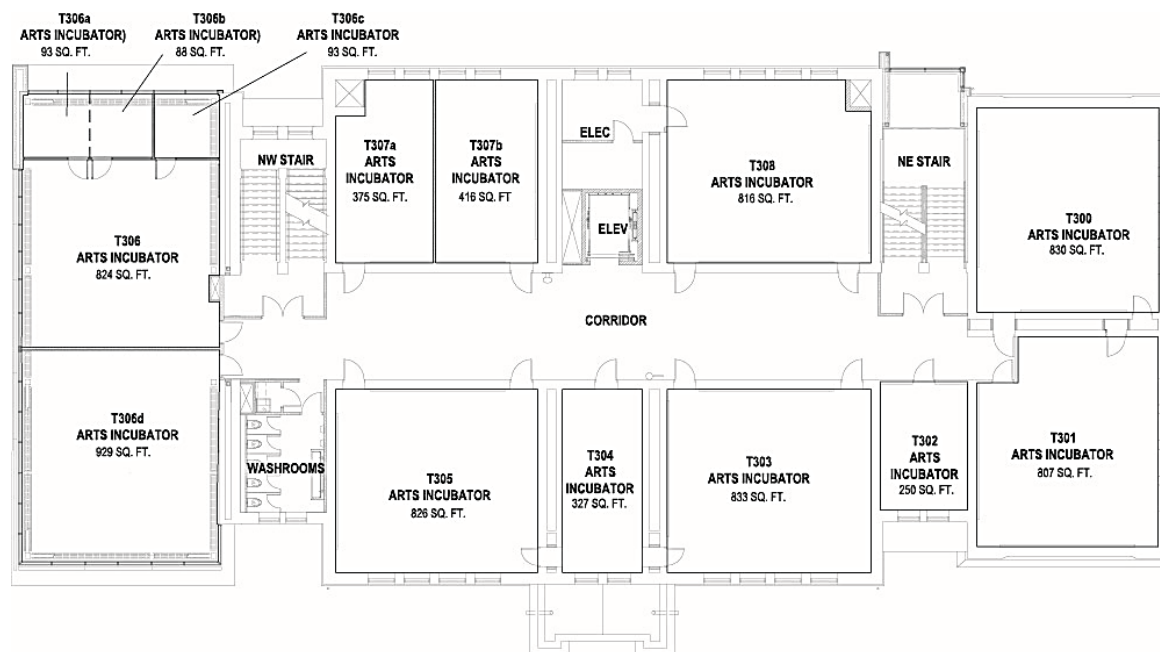 T306a
ARTS INCUBATOR)
93 SQ. FT.
T306b
ARTS INCUBATOR)
88 SQ. FT.
T306c
ARTS INCUBATOR
93 SQ. FT.
T307a
ARTS
INCUBATOR
375 SQ. FT.
T307b
ARTS
INCUBATOR
416 SQ. FT
ELEC
T308
ARTS INCUBATOR
816 SQ. FT.
NW STAIR
NE STAIR
T306
ARTS INCUBATOR
824 SQ. FT.
ELEV
T300
ARTS INCUBATOR
830 SQ. FT.
CORRIDOR
T306d
ARTS INCUBATOR
929 SQ. FT.
WASHROOMS
T305
ARTS INCUBATOR
826 SQ. FT.
T304
ARTS
INCUBATOR
327 SQ. FT.
T303
ARTS INCUBATOR
833 SQ. FT.
T302
ARTS
INCUBATOR
250 SQ. FT.
T301
ARTS INCUBATOR
807 SQ. FT.